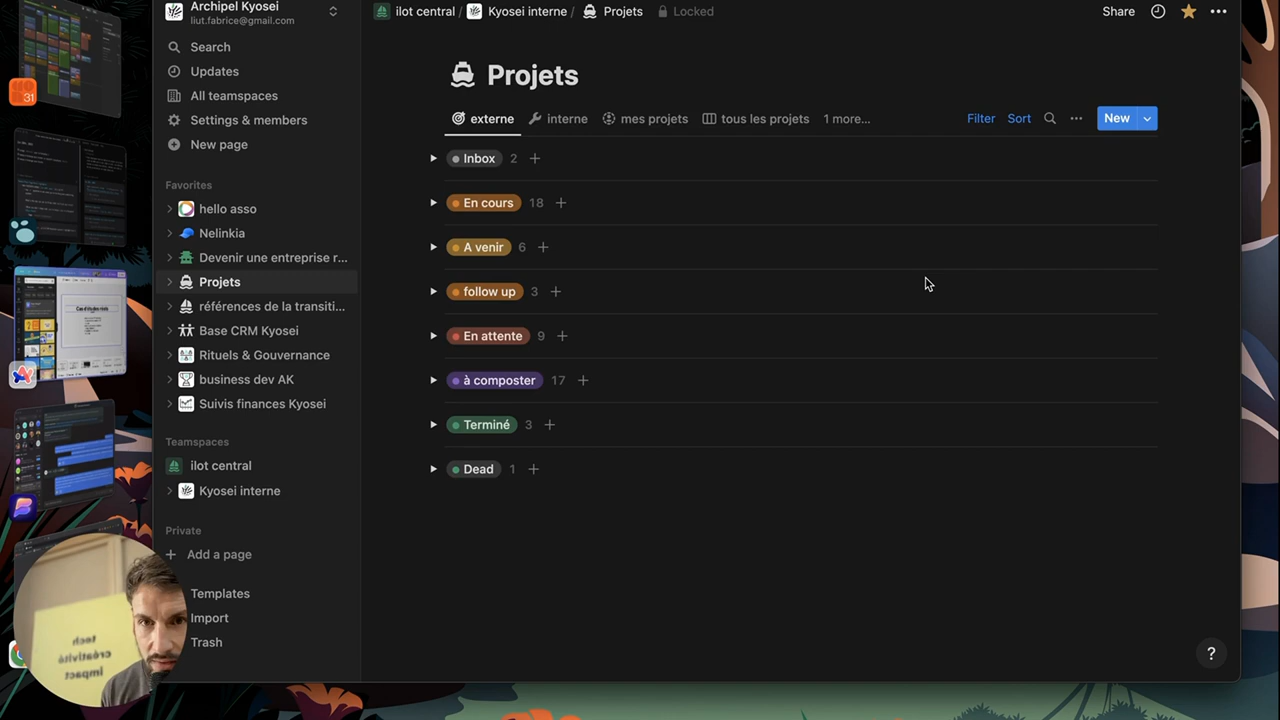 Archipel Kyosei
liut.fabrice@gmail.com
Search
Updates
All teamspaces
Settings & members
New page
Favorites
hello asso
Nelinkia
Devenir une entreprise r...
Projets
références de la transiti...
Base CRM Kyosei
Rituels & Gouvernance
business dev AK
Suivis finances Kyosei
Teamspaces
ilot central
Kyosei interne
Private
Add a page
Templates
Import
Trash
ilot central / Kyosei interne / Projets Locked
Share
Projets
externe interne mes projets tous les projets 1 more...
Filter Sort New
Inbox 2
En cours 18
A venir 6
follow up 3
En attente 9
à composter 17
Terminé 3
Dead 1
?
31
tech
créativité
impact